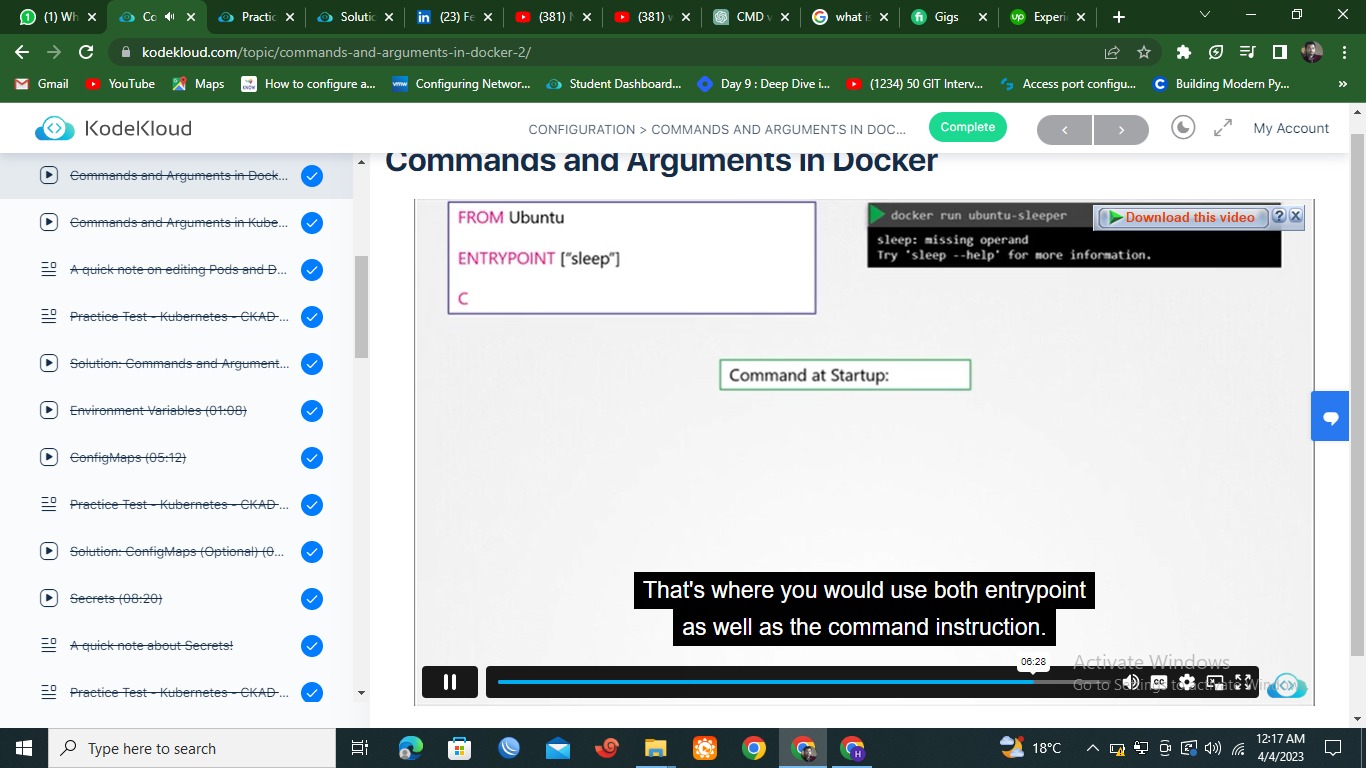 (1) Wh
Co
Practic
Solutic
(23) Fe
(381) N
(381) v
CMD v
what is
Gigs
Experi
kodekloud.com/topic/commands-and-arguments-in-docker-2/
Gmail
YouTube
Maps
How to configure a...
Configuring Networ...
Student Dashboard...
Day 9 : Deep Dive i...
(1234) 50 GIT Interv...
Access port configu...
Building Modern Py...
»
KodeKloud
CONFIGURATION > COMMANDS AND ARGUMENTS IN DOC...
Complete
My Account
Commands and Arguments in Dock...
Commands and Arguments in Kube...
A quick note on editing Pods and D...
Practice Test - Kubernetes - CKAD ...
Solution: Commands and Argument...
Environment Variables (01:08)
ConfigMaps (05:12)
Practice Test - Kubernetes - CKAD ...
Solution: ConfigMaps (Optional) (0...
Secrets (08:20)
A quick note about Secrets!
Practice Test - Kubernetes - CKAD ...
Commands and Arguments in Docker
FROM Ubuntu
ENTRYPOINT ["sleep"]
C
docker run ubuntu-sleeper
Download this video
?
X
sleep: missing operand
Try 'sleep --help' for more information.
Command at Startup:
That's where you would use both entrypoint
as well as the command instruction.
06:28
CC
Activate Windows
Go to Settings to activate Windows.
Type here to search
18°C
12:17 AM
4/4/2023